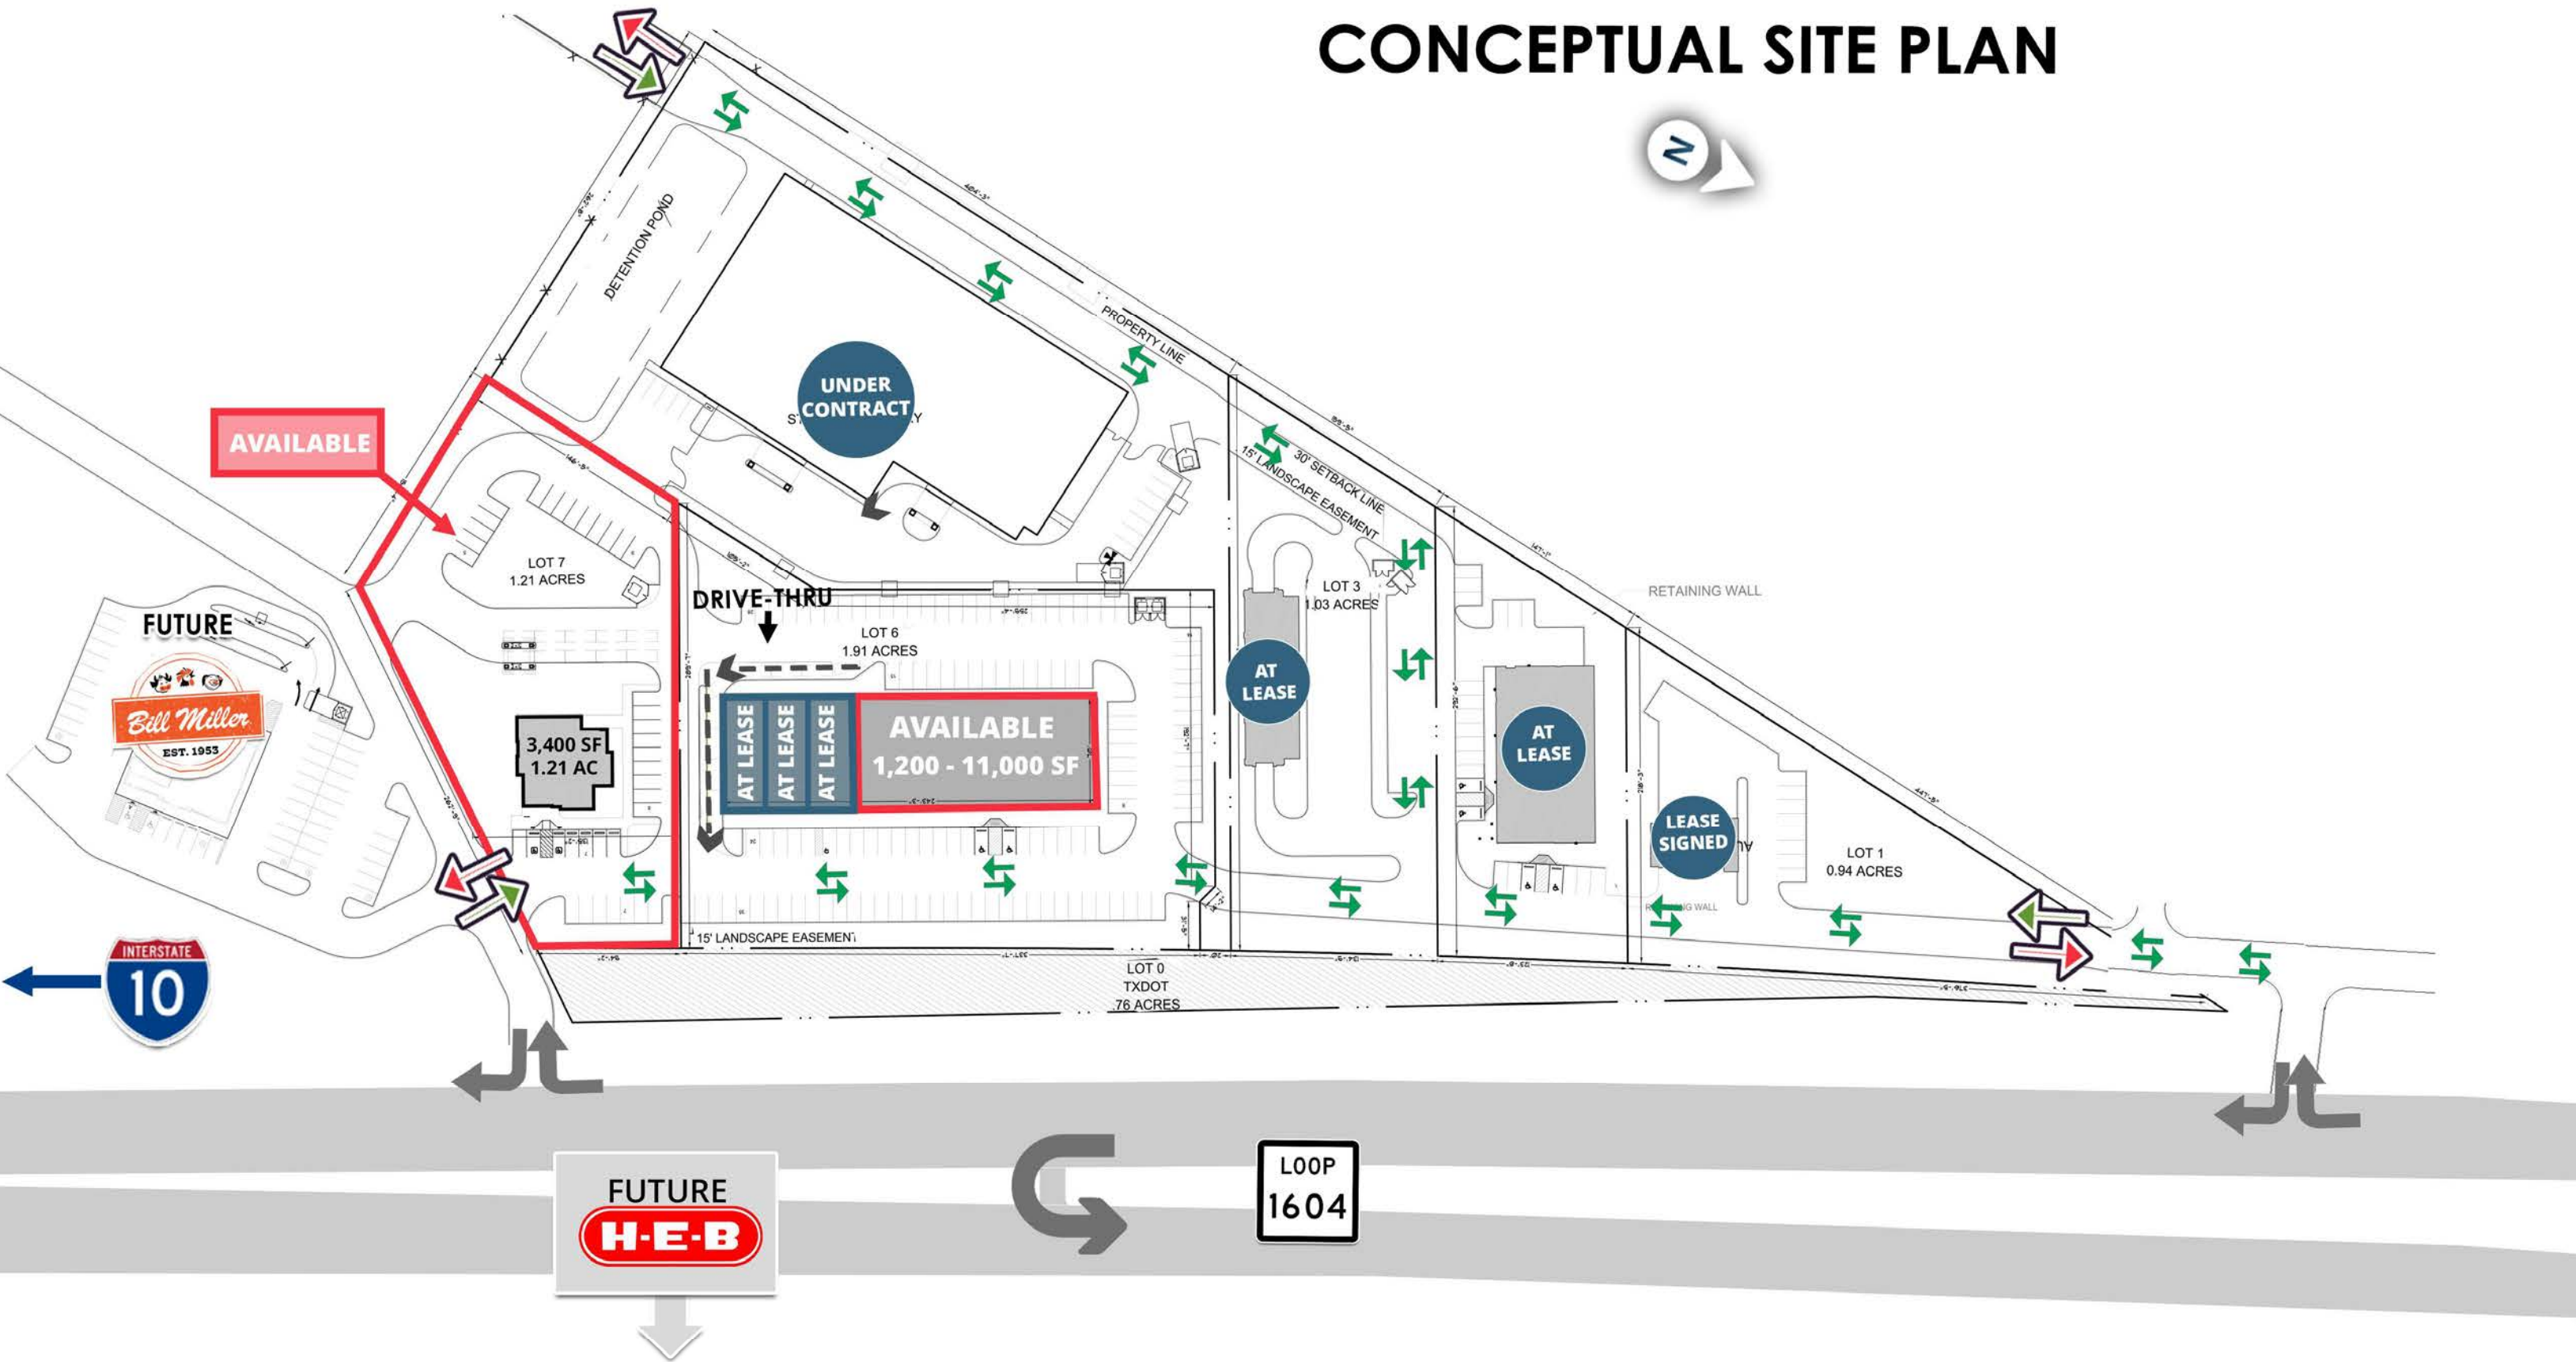 CONCEPTUAL SITE PLAN
N
DETENTION POND
PROPERTY LINE
UNDER
CONTRACT
AVAILABLE
LOT 7
1.21 ACRES
15' LANDSCAPE EASEMENT
30' SETBACK LINE
LOT 3
1.03 ACRES
RETAINING WALL
FUTURE
Bill Miller
EST. 1953
DRIVE-THRU
LOT 6
1.91 ACRES
3,400 SF
1.21 AC
AT LEASE
AT LEASE
AT LEASE
AVAILABLE
1,200 - 11,000 SF
AT
LEASE
AT
LEASE
LEASE
SIGNED
LOT 1
0.94 ACRES
WALL
15' LANDSCAPE EASEMENT
LOT 0
TXDOT
.76 ACRES
INTERSTATE
10
FUTURE
H-E-B
LOOP
1604